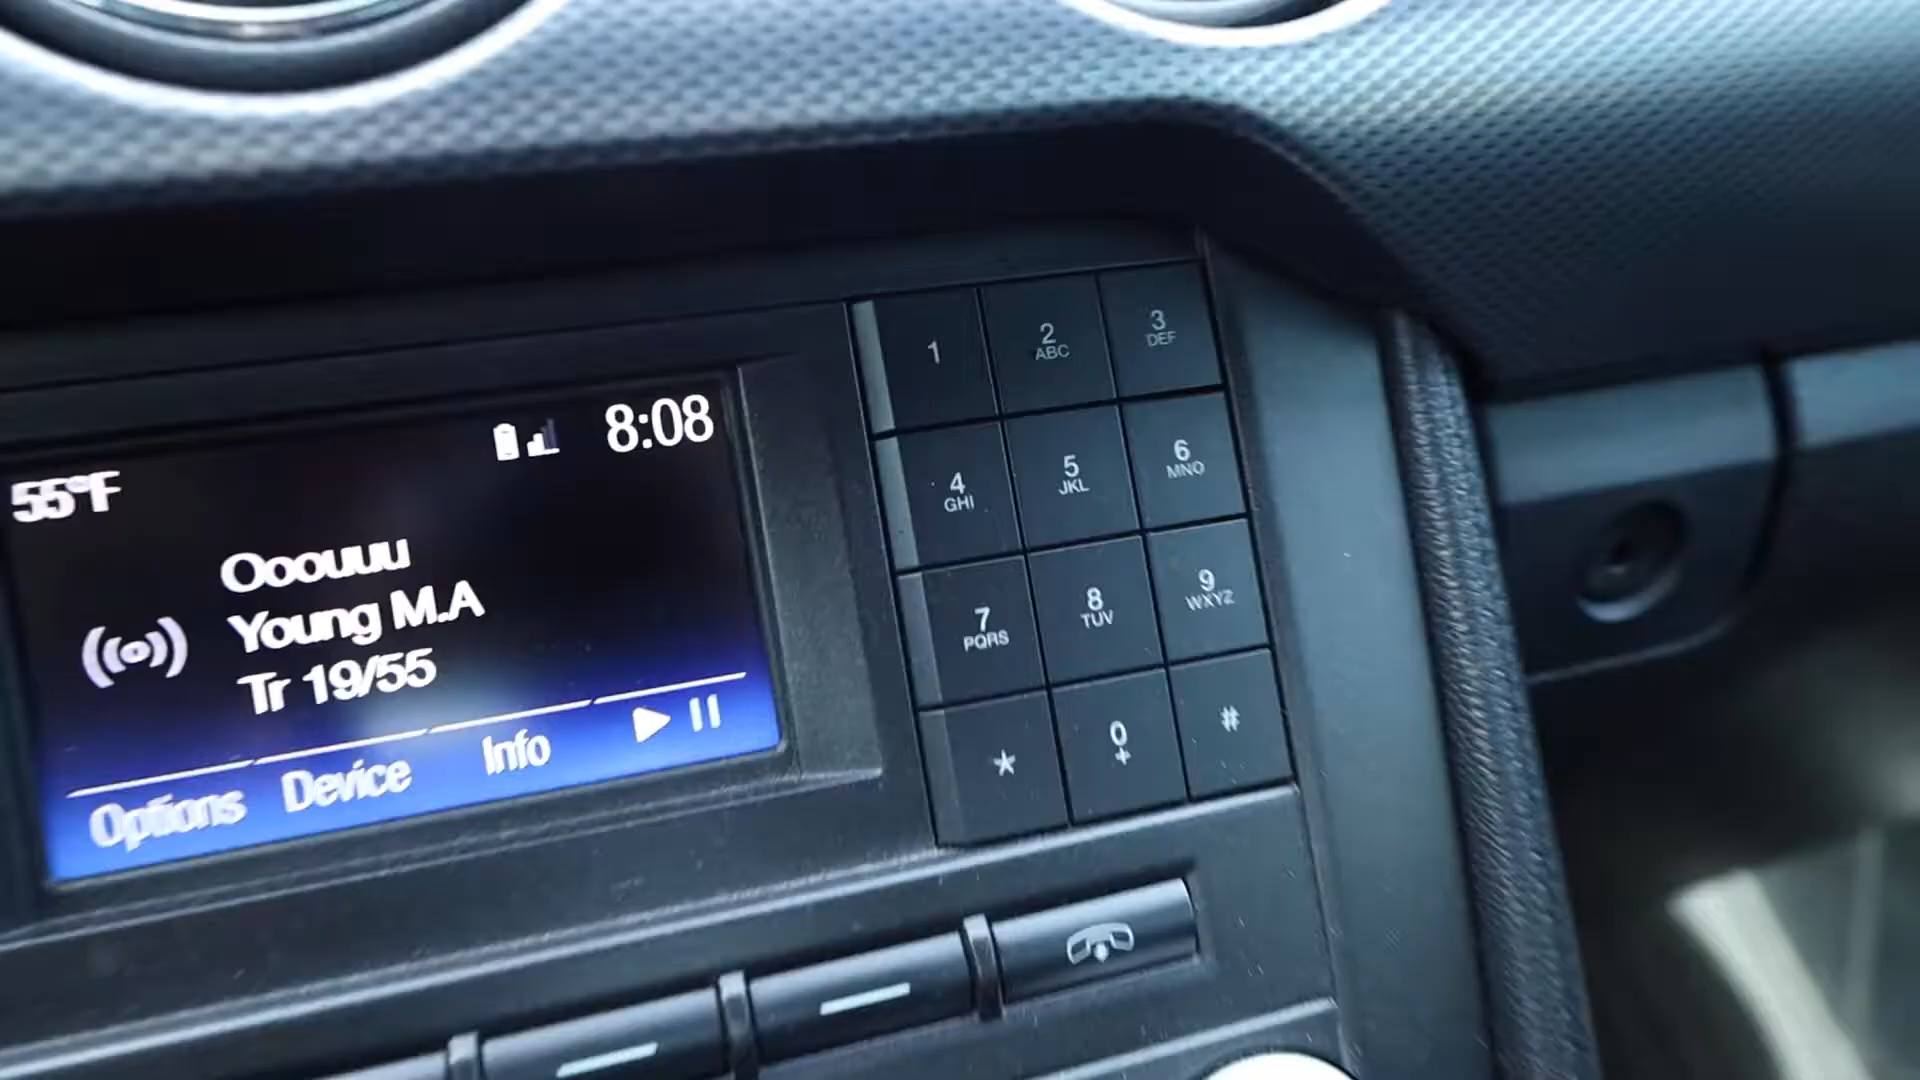 8:08
55°F
Ooouuu
Young M.A
Tr 19/55
Options Device Info
1
2
ABC
3
DEF
4
GHI
5
JKL
6
MNO
7
PQRS
8
TUV
9
WXYZ
*
0
+
#